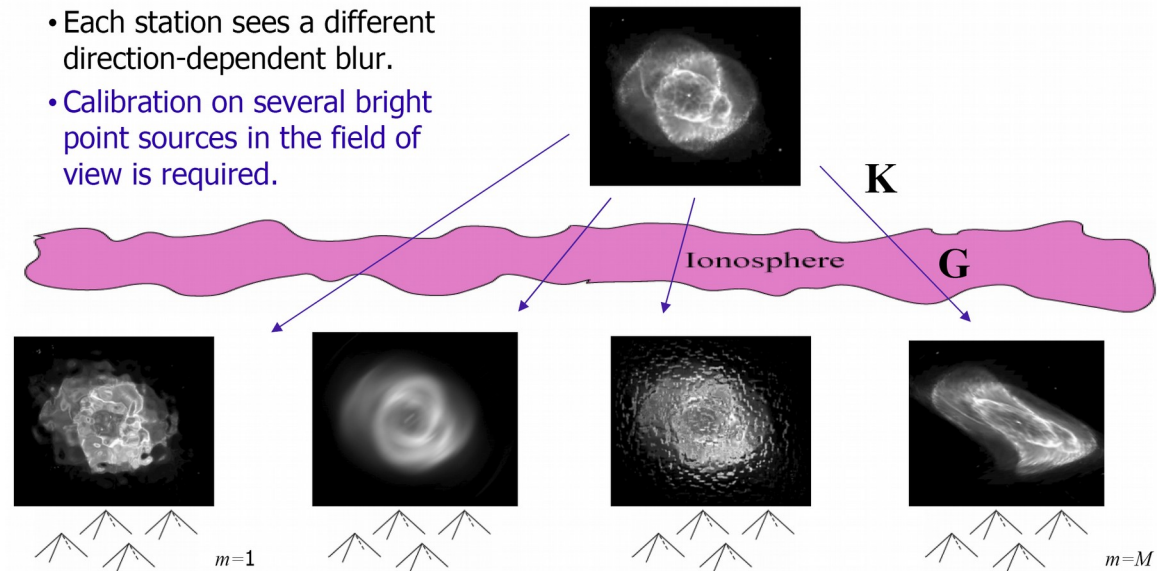 • Each station sees a different
direction-dependent blur.
• Calibration on several bright
point sources in the field of
view is required.
K
Ionosphere
G
m=1
m=M